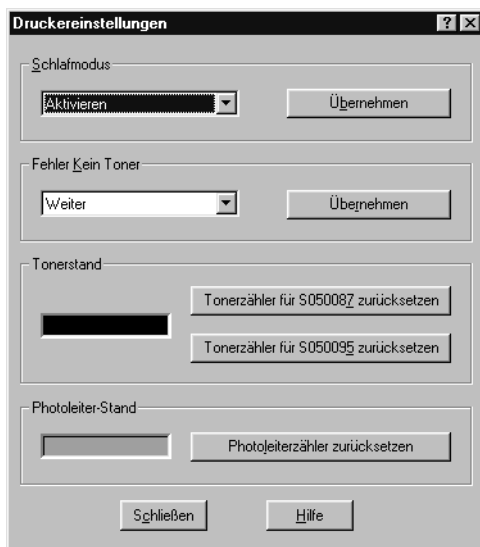 Druckereinstellungen
Schlafmodus
Aktivieren
Übernehmen
Fehler Kein Toner
Weiter
Übernehmen
Tonerstand
Tonerzähler für S050087 zurücksetzen
Tonerzähler für S050095 zurücksetzen
Photoleiter-Stand
Photoleiterzähler zurücksetzen
Schließen
Hilfe